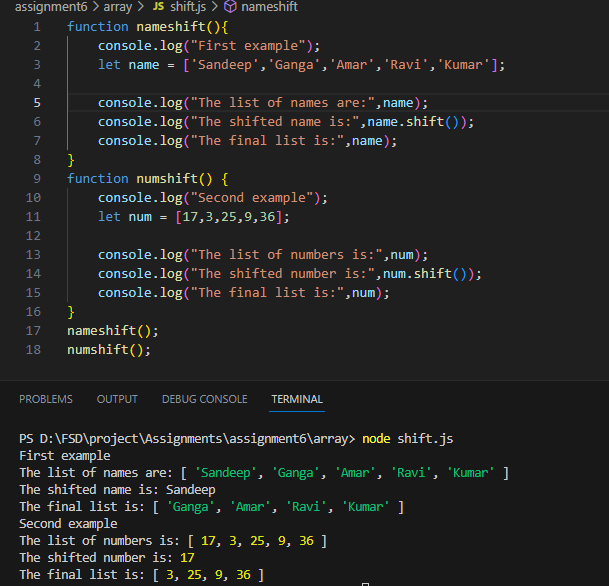 assignment6 > array > JS shift.js > nameshift
1 function nameshift(){
2     console.log("First example");
3     let name = ['Sandeep','Ganga','Amar','Ravi','Kumar'];
4
5     console.log("The list of names are:",name);
6     console.log("The shifted name is:",name.shift());
7     console.log("The final list is:",name);
8 }
9 function numshift() {
10     console.log("Second example");
11     let num = [17,3,25,9,36];
12
13     console.log("The list of numbers is:",num);
14     console.log("The shifted number is:",num.shift());
15     console.log("The final list is:",num);
16 }
17 nameshift();
18 numshift();
PROBLEMS OUTPUT DEBUG CONSOLE TERMINAL
PS D:\FSD\project\Assignments\assignment6\array> node shift.js
First example
The list of names are: [ 'Sandeep', 'Ganga', 'Amar', 'Ravi', 'Kumar' ]
The shifted name is: Sandeep
The final list is: [ 'Ganga', 'Amar', 'Ravi', 'Kumar' ]
Second example
The list of numbers is: [ 17, 3, 25, 9, 36 ]
The shifted number is: 17
The final list is: [ 3, 25, 9, 36 ]